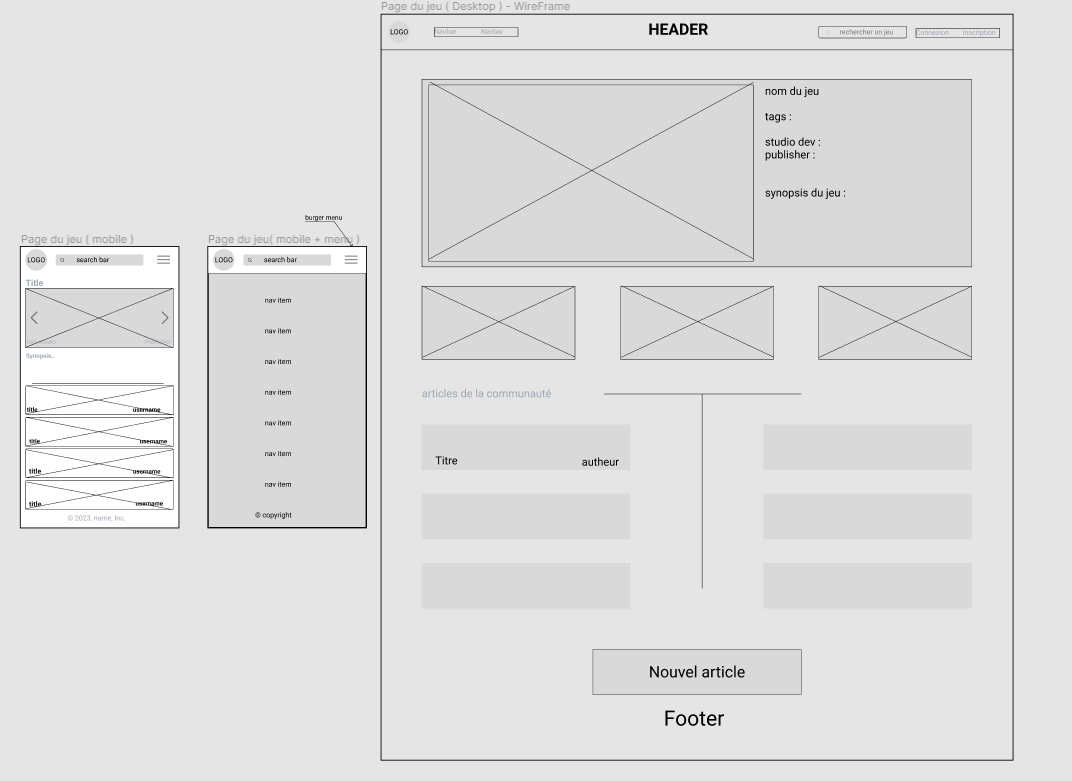 Page du jeu ( Desktop ) - WireFrame
LOGO
Navbar Navbar
HEADER
rechercher un jeu
Connexion Inscription
nom du jeu
tags :
studio dev :
publisher :
synopsis du jeu :
articles de la communauté
Titre autheur
Nouvel article
Footer
Page du jeu ( mobile )
LOGO search bar
Title
Synopsis..
title username
title username
title username
title username
© 2023, name, Inc.
burger menu
Page du jeu( mobile + menu )
LOGO search bar
nav item
nav item
nav item
nav item
nav item
nav item
nav item
© copyright